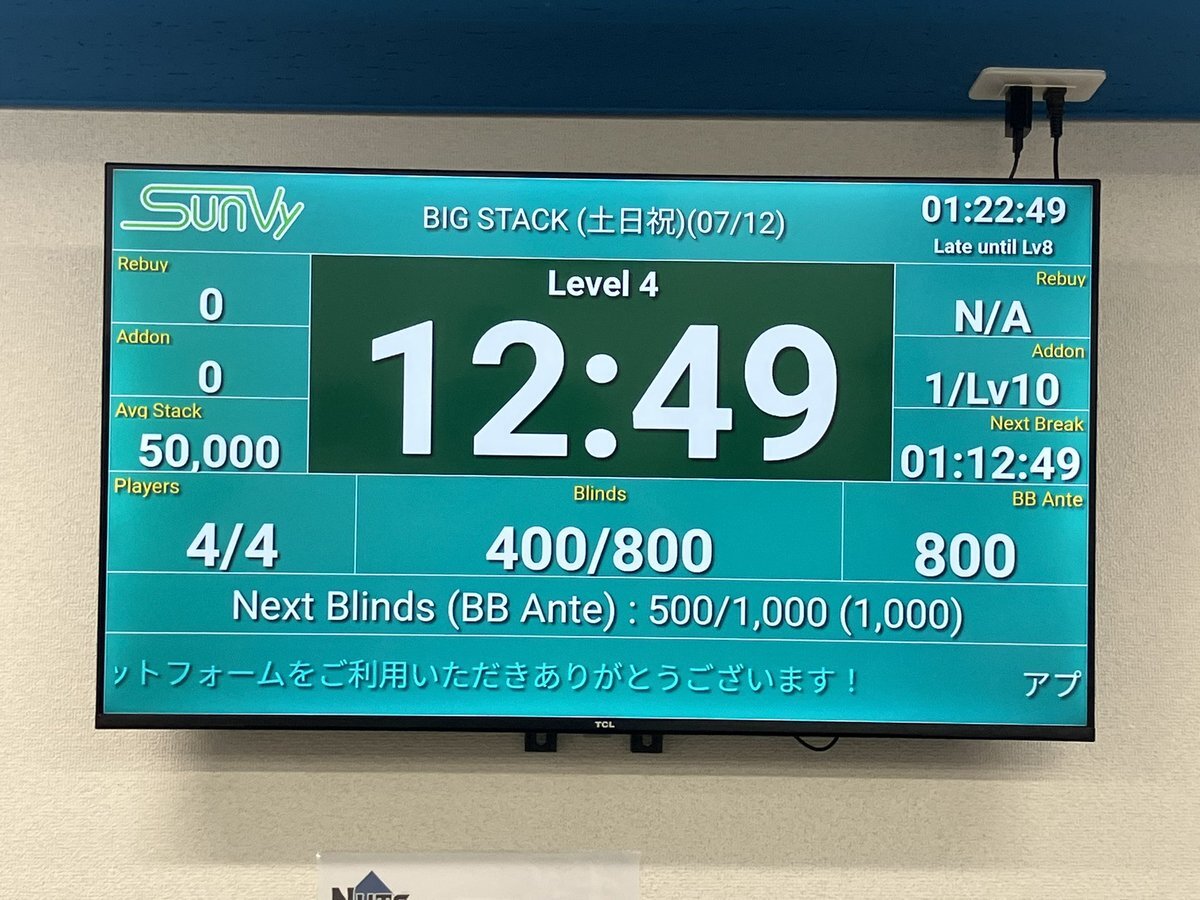 SunVy
BIG STACK (土日祝)(07/12)
01:22:49
Late until Lv8
Rebuy
0
Addon
0
Avg Stack
50,000
Level 4
12:49
Rebuy
N/A
Addon
1/Lv10
Next Break
01:12:49
Players
4/4
Blinds
400/800
BB Ante
800
Next Blinds (BB Ante) : 500/1,000 (1,000)
ットフォームをご利用いただきありがとうございます！
アプ
TCL
NUTS